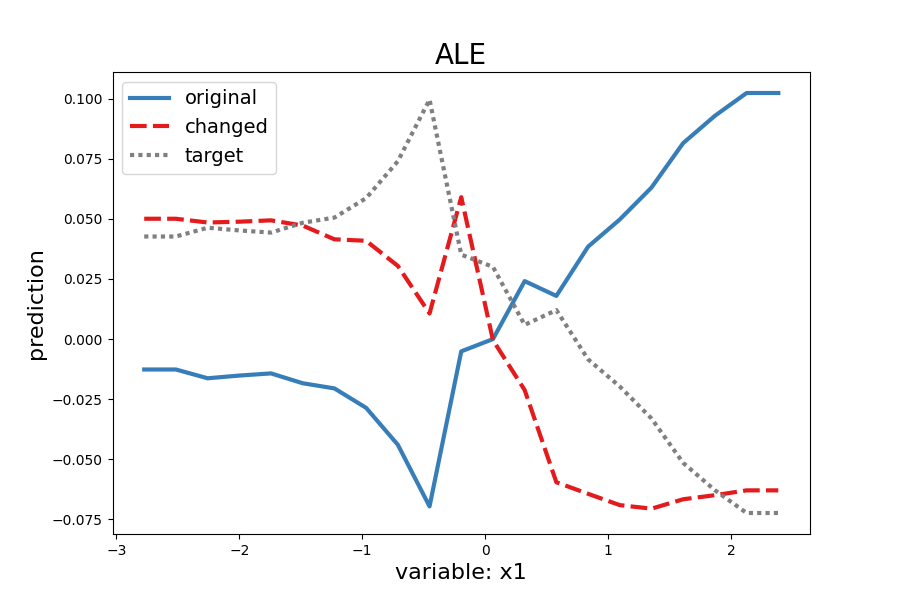 ALE
original
changed
target
0.100
0.075
0.050
0.025
0.000
−0.025
−0.050
−0.075
prediction
−3 −2 −1 0 1 2
variable: x1